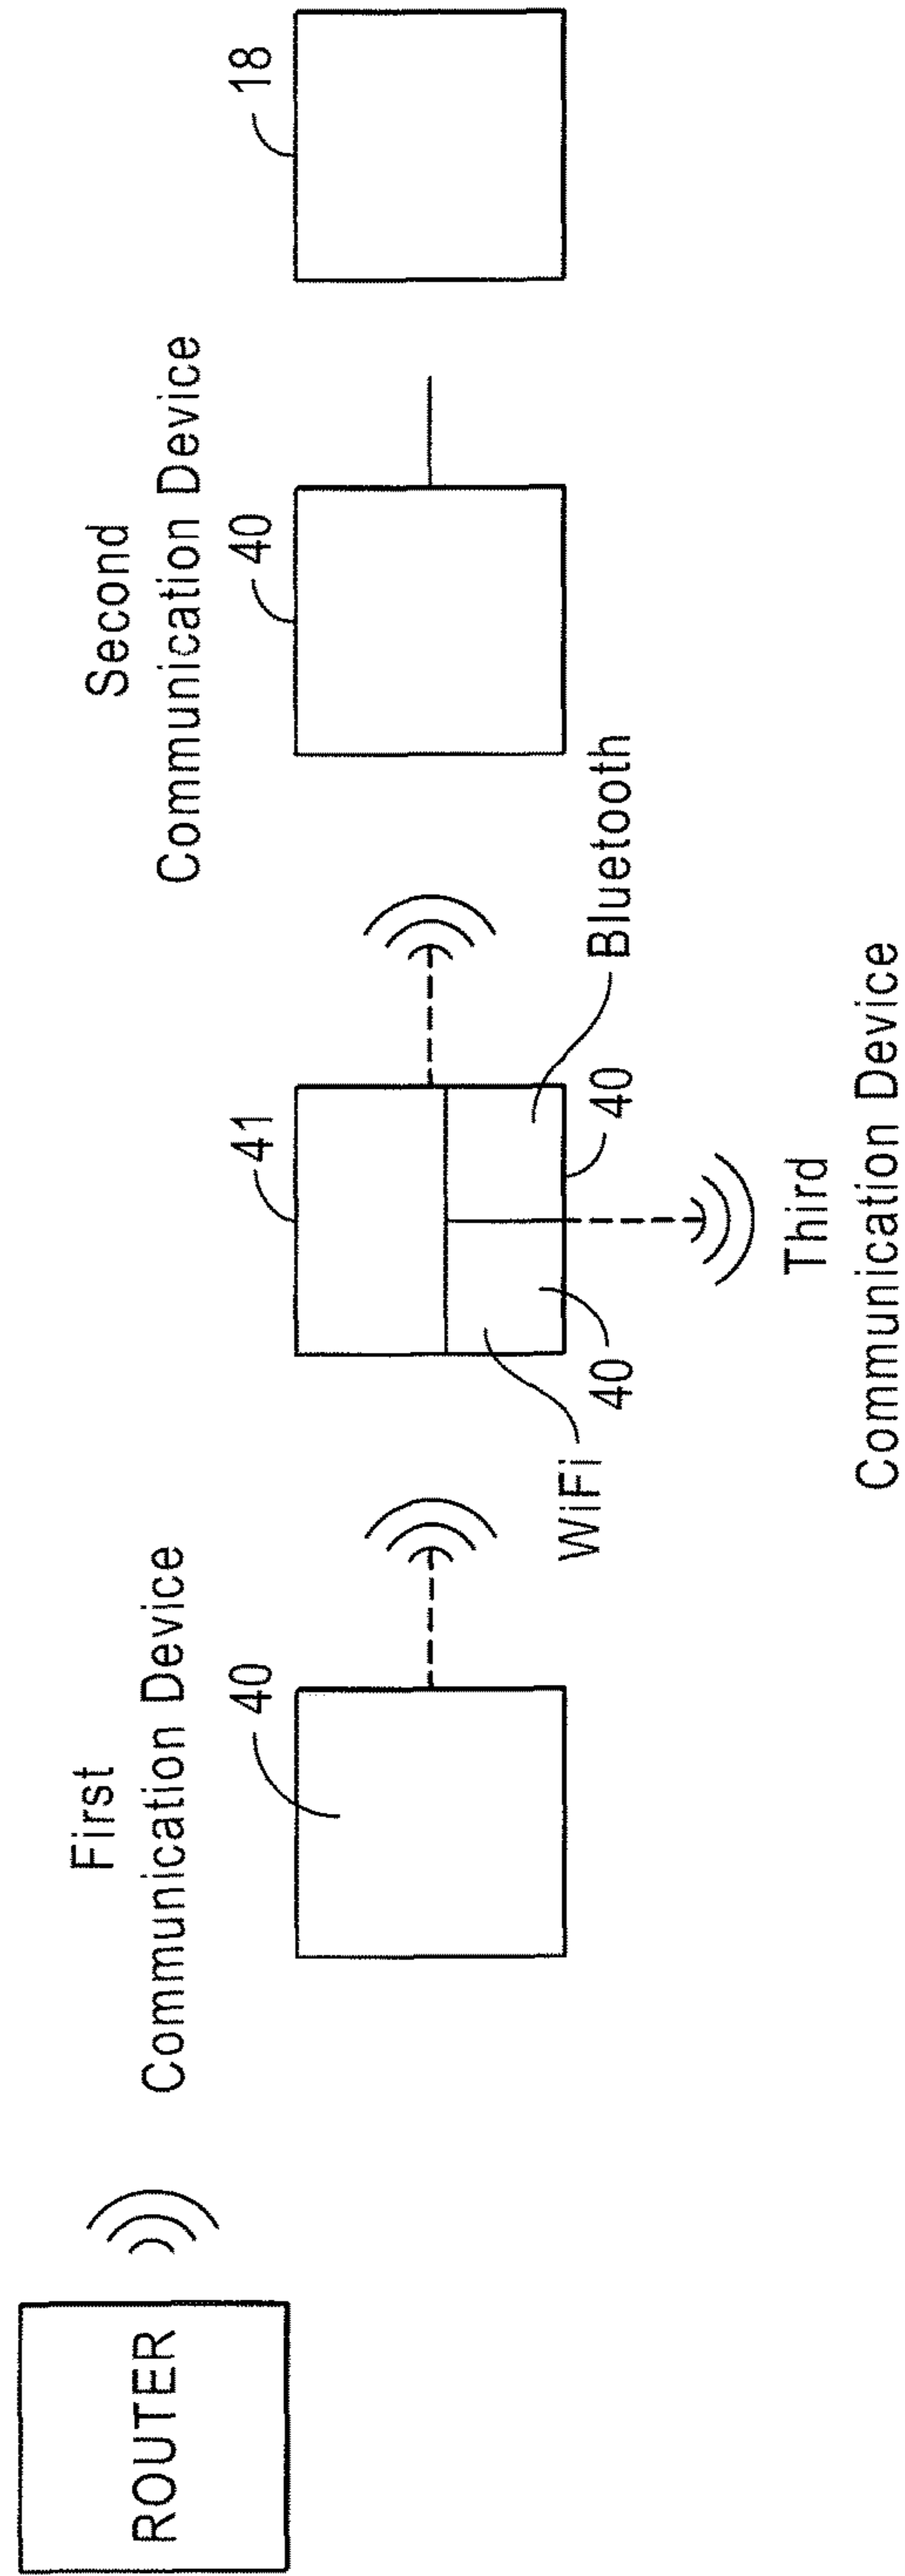 ROUTER
First
Communication Device
40
WiFi
40
41
40
Bluetooth
Third
Communication Device
Second
Communication Device
40
18